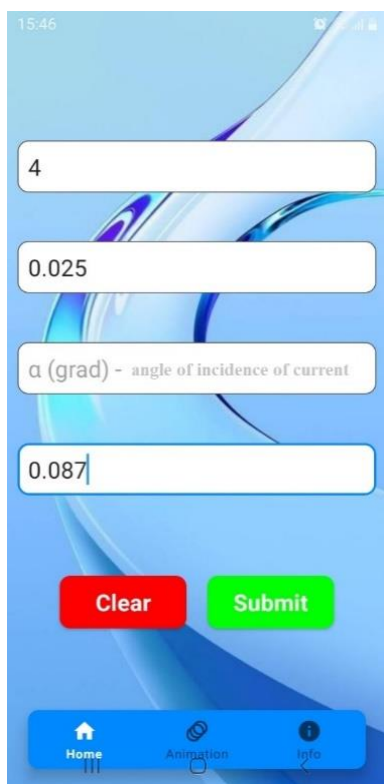 15:46
4
0.025
α (grad) - angle of incidence of current
0.087
Clear
Submit
Home
Animation
Info